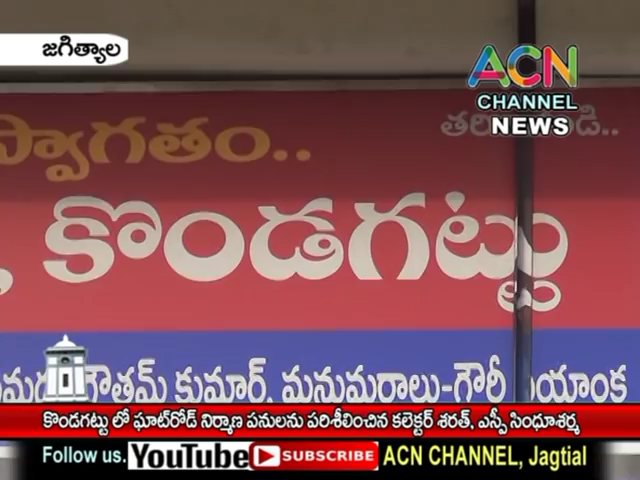 జగిత్యాల
ACN
CHANNEL
NEWS
స్వాగతం..
కొండగట్టు
గౌతమ్ కుమార్, మనుమరాలు-గౌరీ
కొండగట్టు లో ఘాట్‌రోడ్ నిర్మాణ పనులను పరిశీలించిన కలెక్టర్ శరత్, ఎస్పీ సింధూశర్మ
Follow us. YouTube SUBSCRIBE ACN CHANNEL, Jagtial